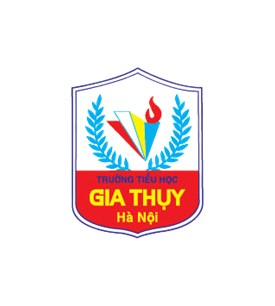 TRƯỜNG TIỂU HỌC
GIA THỤY
Hà Nội